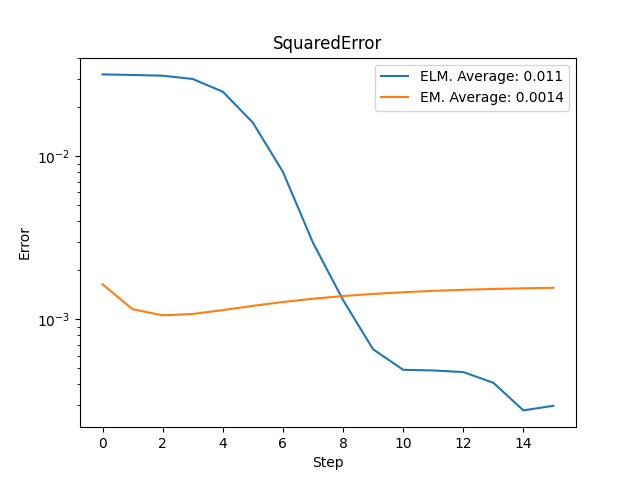 SquaredError
ELM. Average: 0.011
EM. Average: 0.0014
10⁻²
10⁻³
Error
0 2 4 6 8 10 12 14
Step